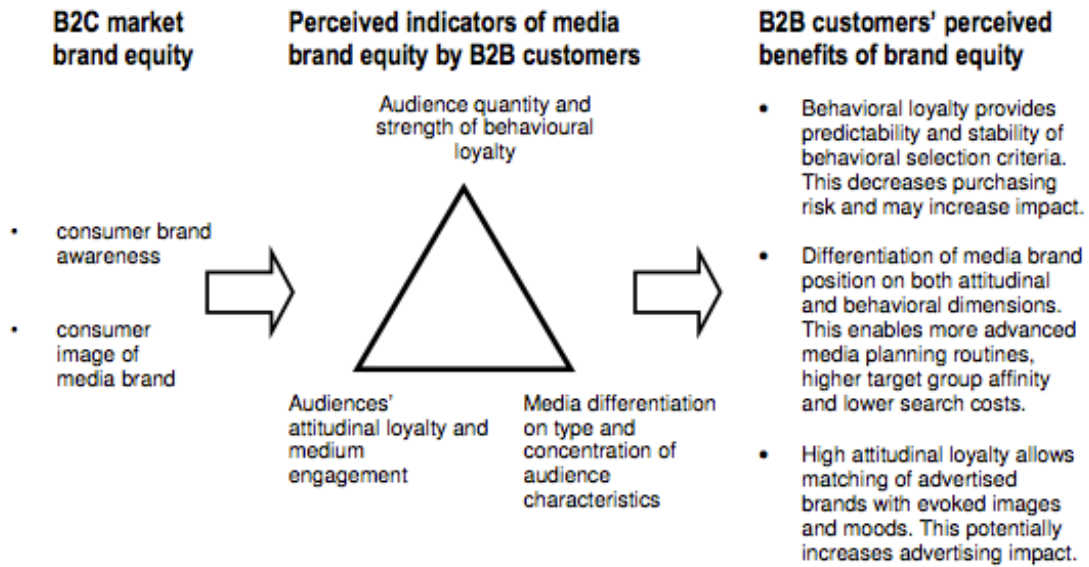 B2C market
brand equity
• consumer brand
awareness
• consumer
image of
media brand
Perceived indicators of media
brand equity by B2B customers
Audience quantity and
strength of behavioural
loyalty
Audiences'
attitudinal loyalty and
medium
engagement
Media differentiation
on type and
concentration of
audience
characteristics
B2B customers' perceived
benefits of brand equity
• Behavioral loyalty provides
predictability and stability of
behavioral selection criteria.
This decreases purchasing
risk and may increase impact.
• Differentiation of media brand
position on both attitudinal
and behavioral dimensions.
This enables more advanced
media planning routines,
higher target group affinity
and lower search costs.
• High attitudinal loyalty allows
matching of advertised
brands with evoked images
and moods. This potentially
increases advertising impact.